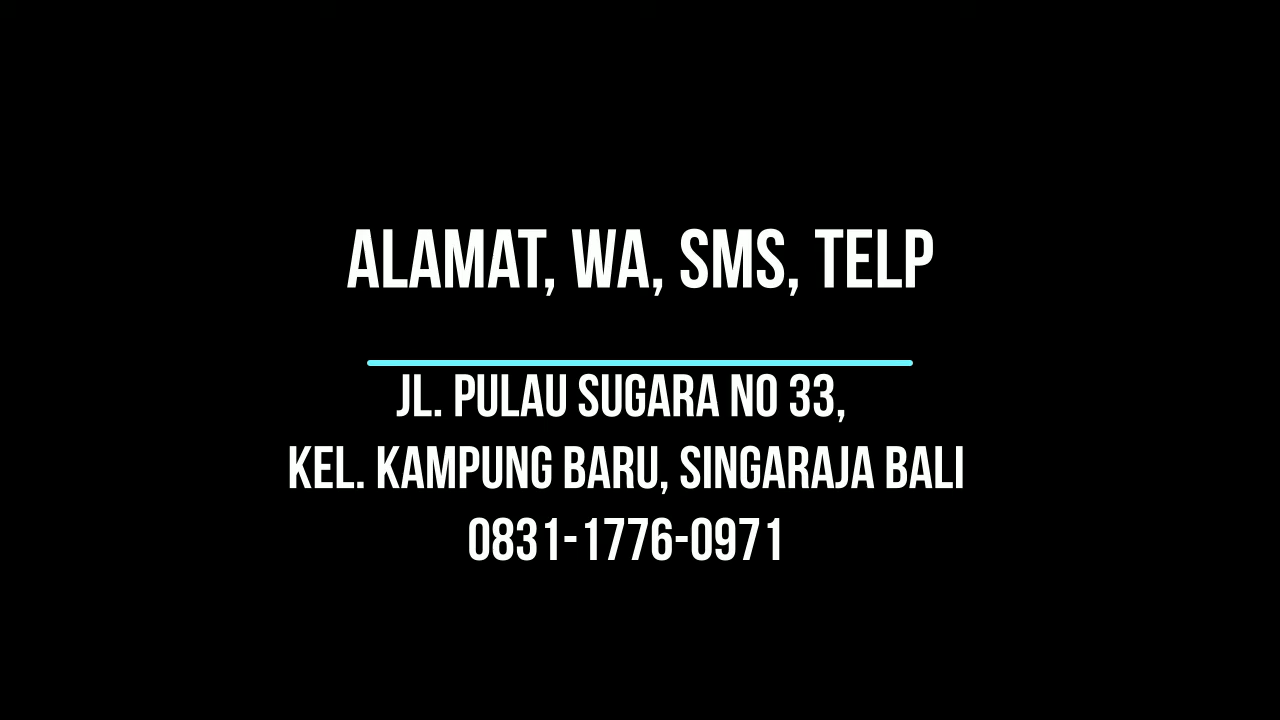 ALAMAT, WA, SMS, TELP
JL. PULAU SUGARA NO 33,
KEL. KAMPUNG BARU, SINGARAJA BALI
0831-1776-0971